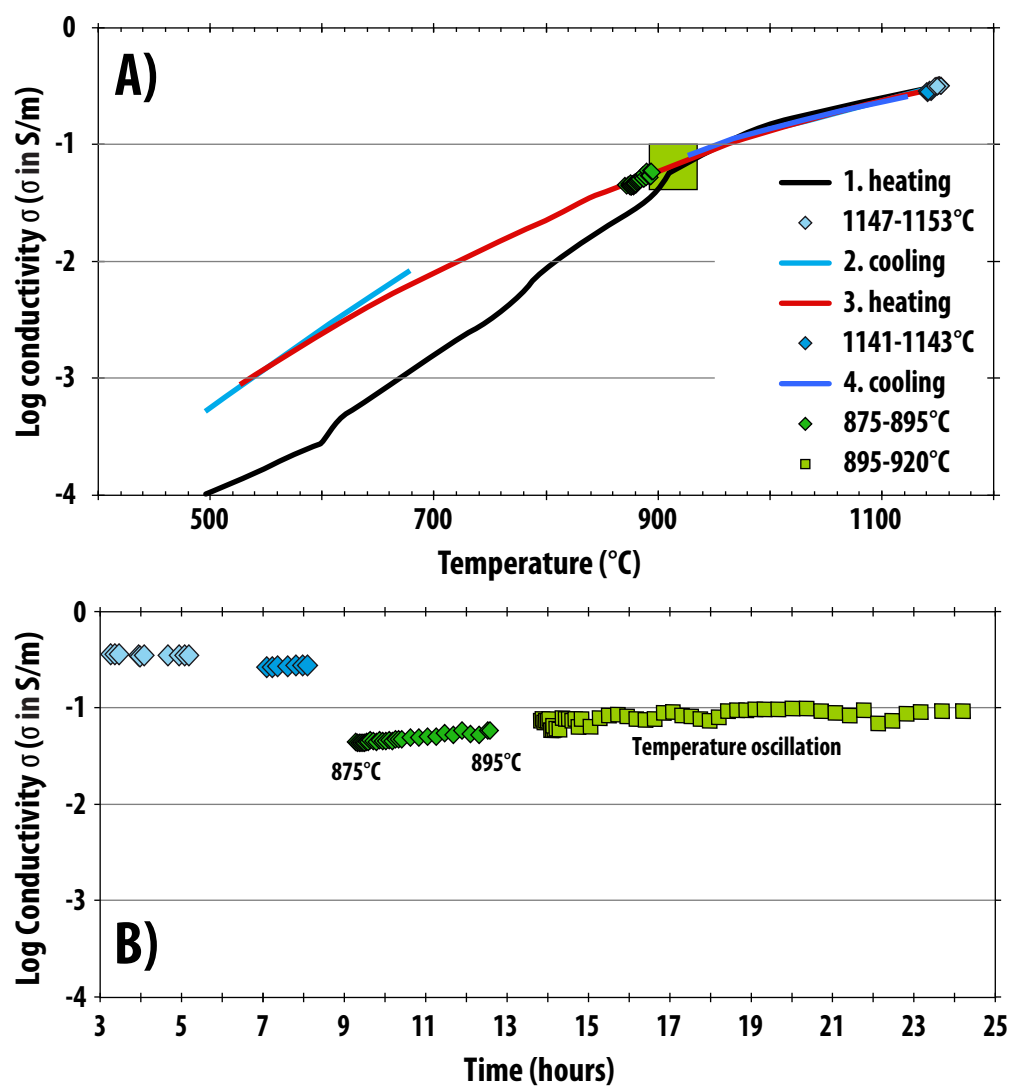 A)
Log conductivity σ (σ in S/m)
0
-1
-2
-3
-4
500 700 900 1100
Temperature (°C)
1. heating
1147-1153°C
2. cooling
3. heating
1141-1143°C
4. cooling
875-895°C
895-920°C
B)
Log Conductivity σ (σ in S/m)
0
-1
-2
-3
-4
875°C
895°C
Temperature oscillation
3 5 7 9 11 13 15 17 19 21 23 25
Time (hours)